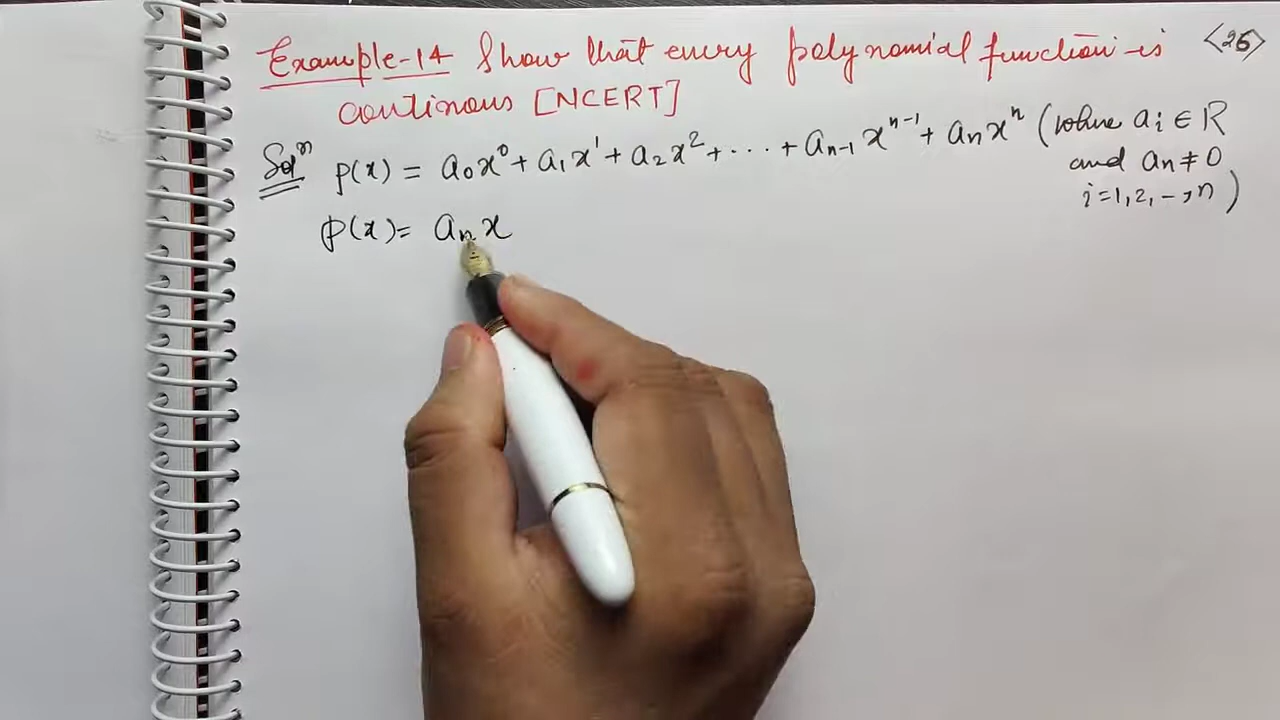 Example-14 Show that every polynomial function is <26>
continous [NCERT]
Solⁿ p(x) = a₀x⁰ + a₁x¹ + a₂x² + ... + aₙ₋₁xⁿ⁻¹ + aₙxⁿ (where aᵢ ∈ R
and aₙ ≠ 0
i=1,2,-,n)
p(x) = aₙx